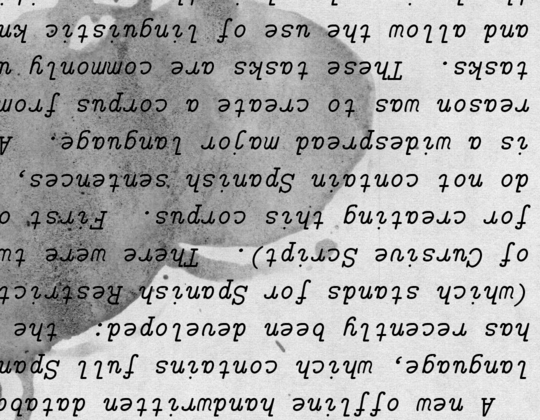 A new offline handwritten databa
language, which contains full Span
has recently been developed: the
(which stands for Spanish Restrict
of Cursive Script). There were tw
for creating this corpus. First o
do not contain Spanish sentences,
is a widespread major language. A
reason was to create a corpus from
tasks. These tasks are commonly u
and allow the use of linguistic kn